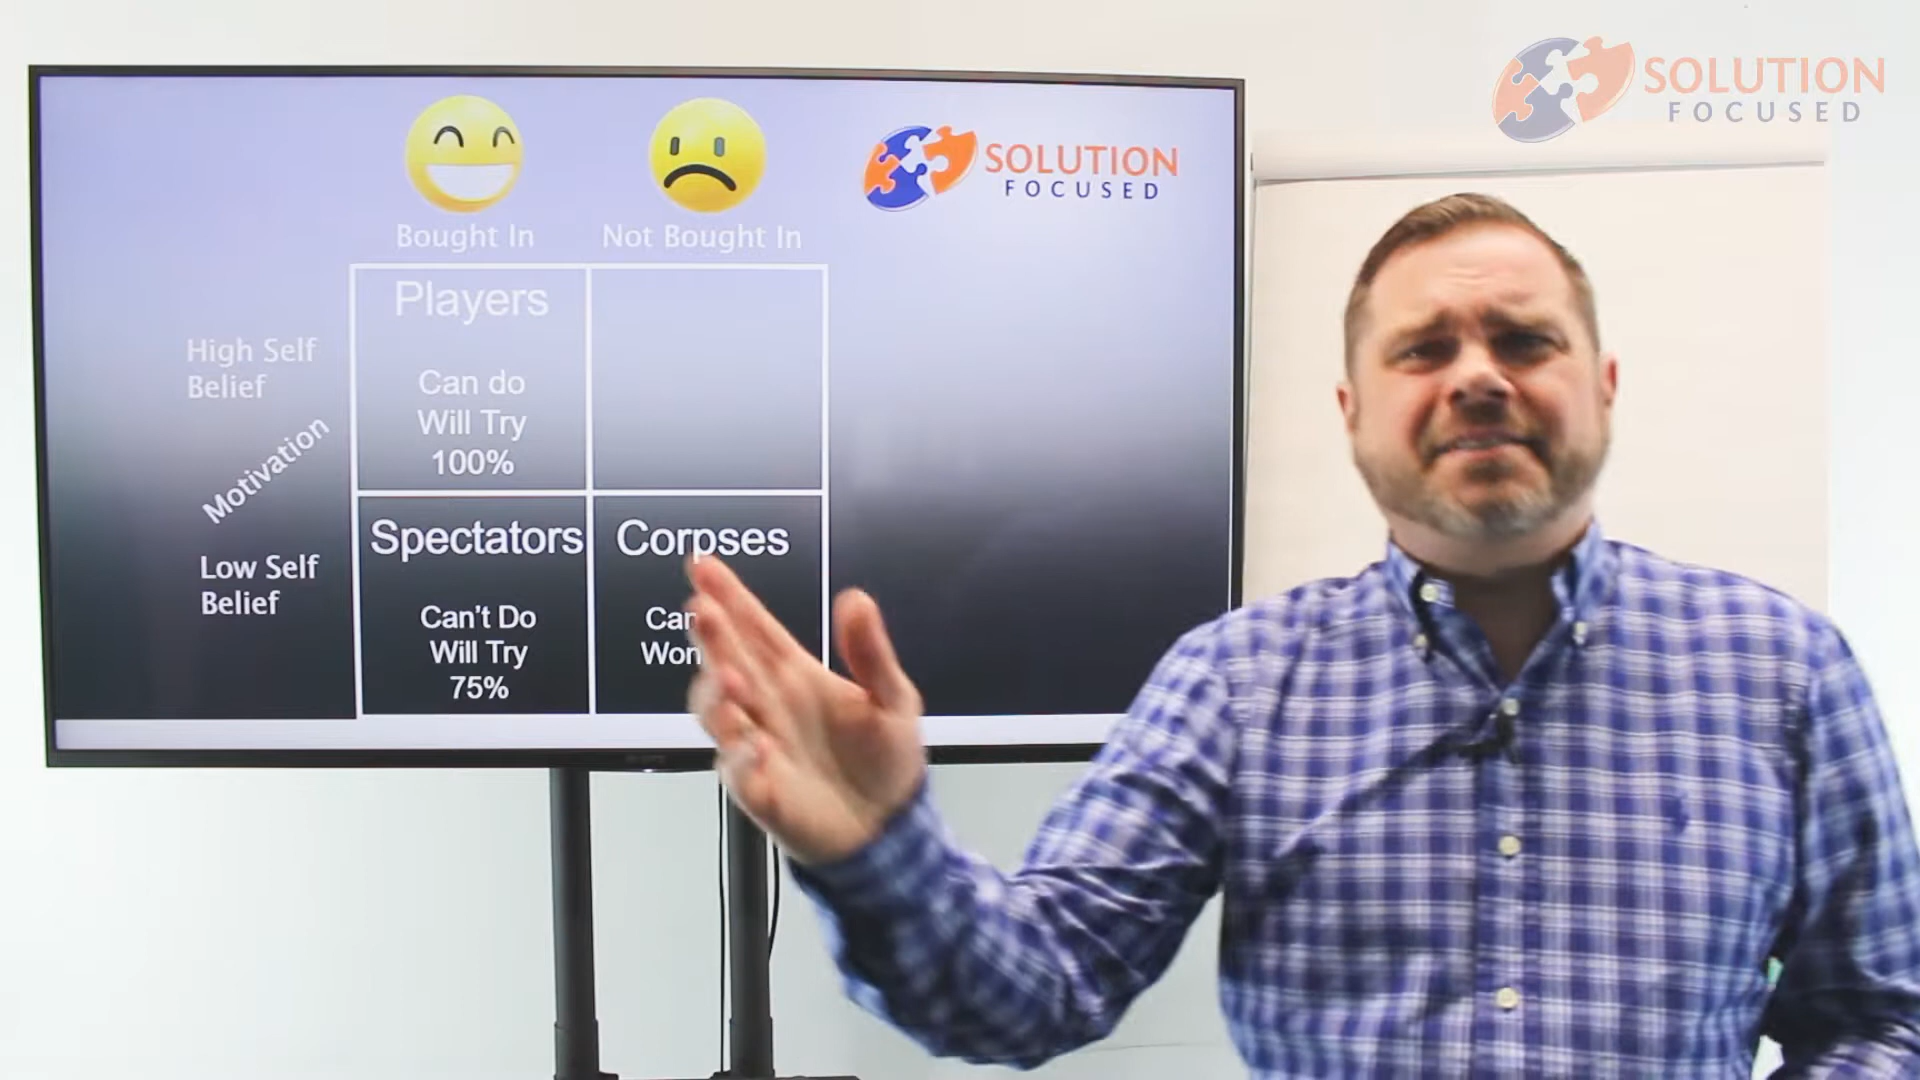 SOLUTION
FOCUSED
SOLUTION
FOCUSED
Bought In
Not Bought In
Players
High Self
Belief
Can do
Will Try
100%
Motivation
Spectators
Corpses
Low Self
Belief
Can't Do
Will Try
75%